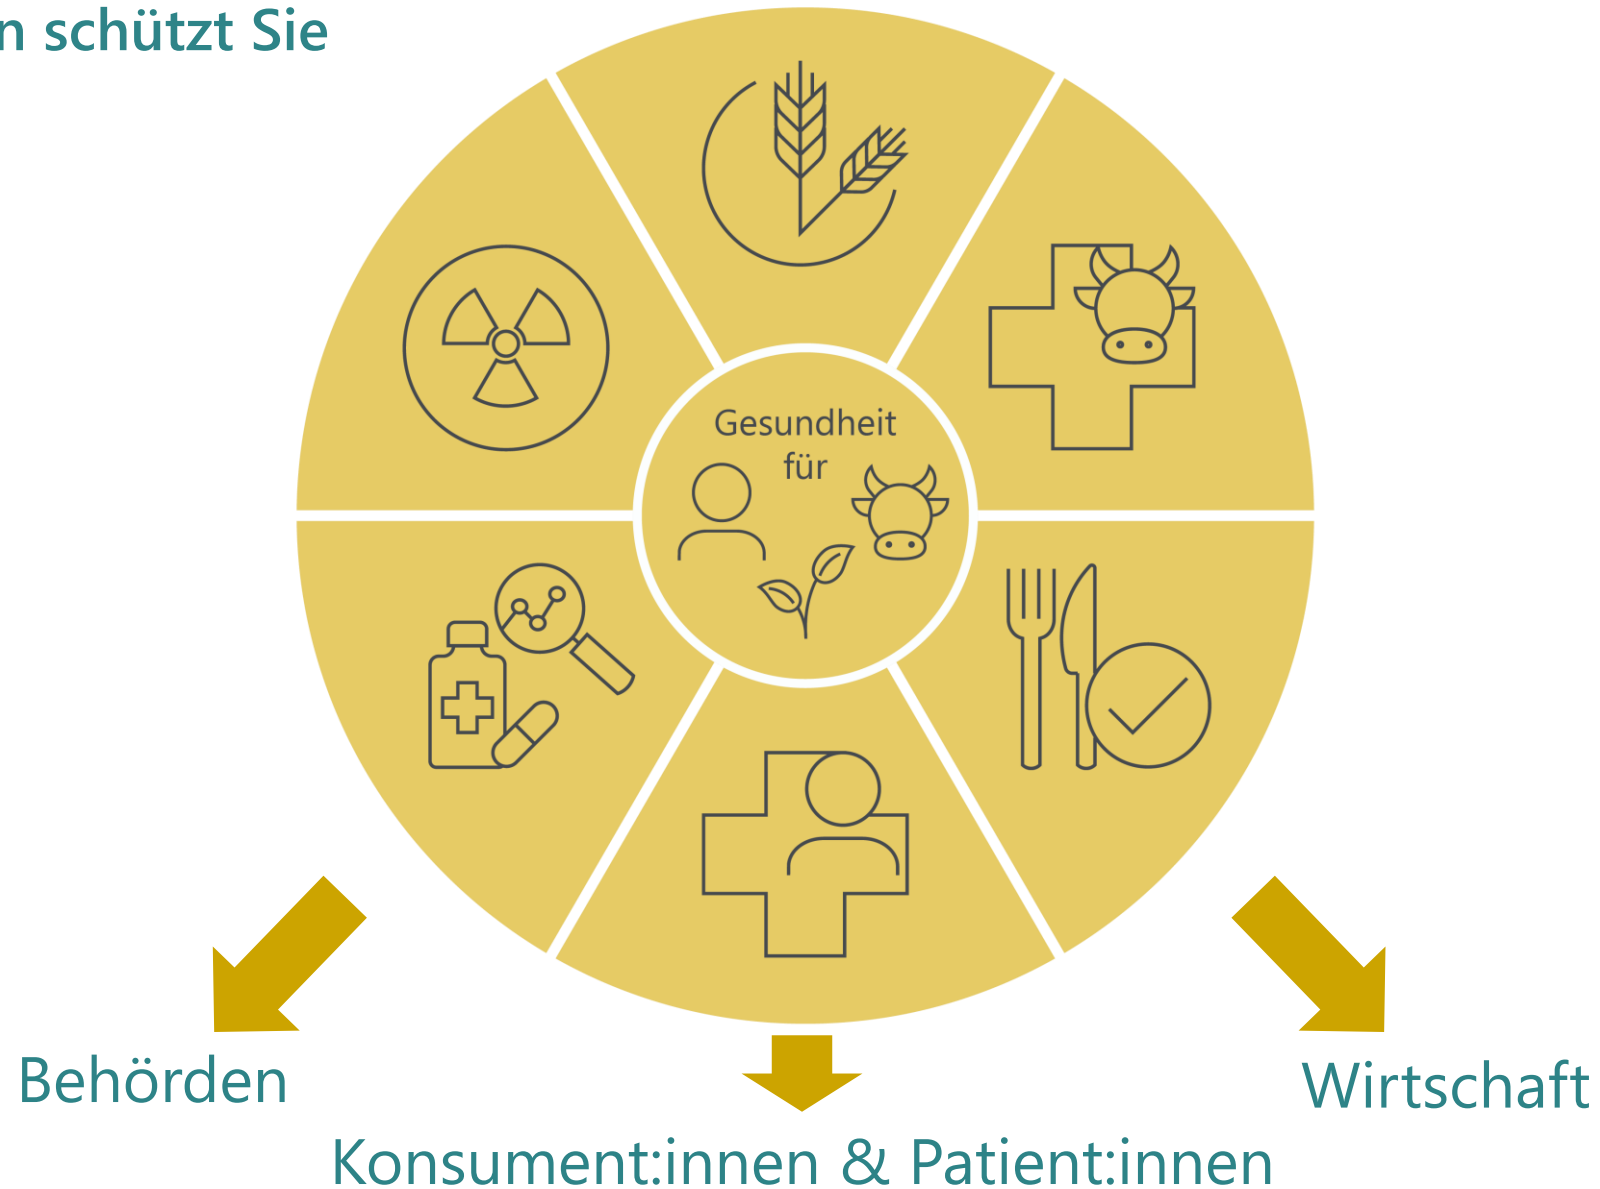 n schützt Sie
Gesundheit
für
Behörden
Wirtschaft
Konsument:innen & Patient:innen